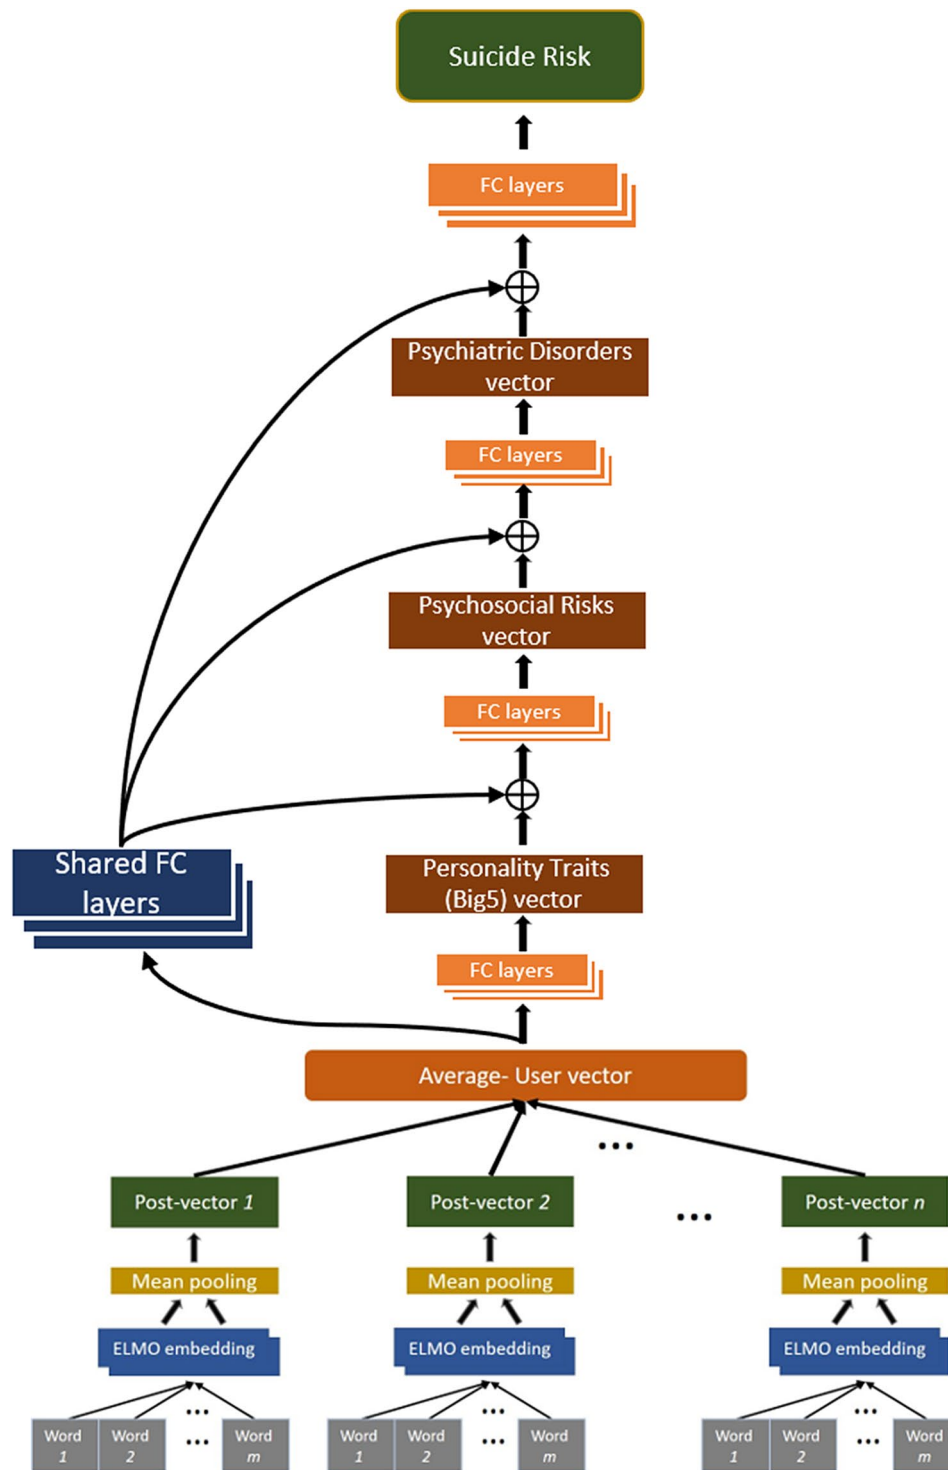 Suicide Risk
FC layers
Psychiatric Disorders
vector
FC layers
Psychosocial Risks
vector
FC layers
Shared FC
layers
Personality Traits
(Big5) vector
FC layers
Average- User vector
...
Post-vector 1
Post-vector 2
...
Post-vector n
Mean pooling
Mean pooling
Mean pooling
ELMO embedding
ELMO embedding
ELMO embedding
... ... ...
Word
1
Word
2
...
Word
m
Word
1
Word
2
...
Word
m
Word
1
Word
2
...
Word
m